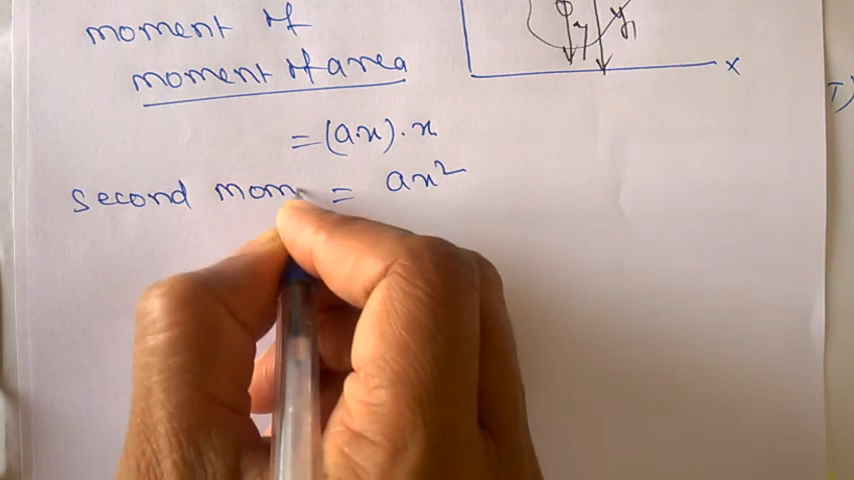 moment of
moment of area
x
= (ax).x
second mom = ax²